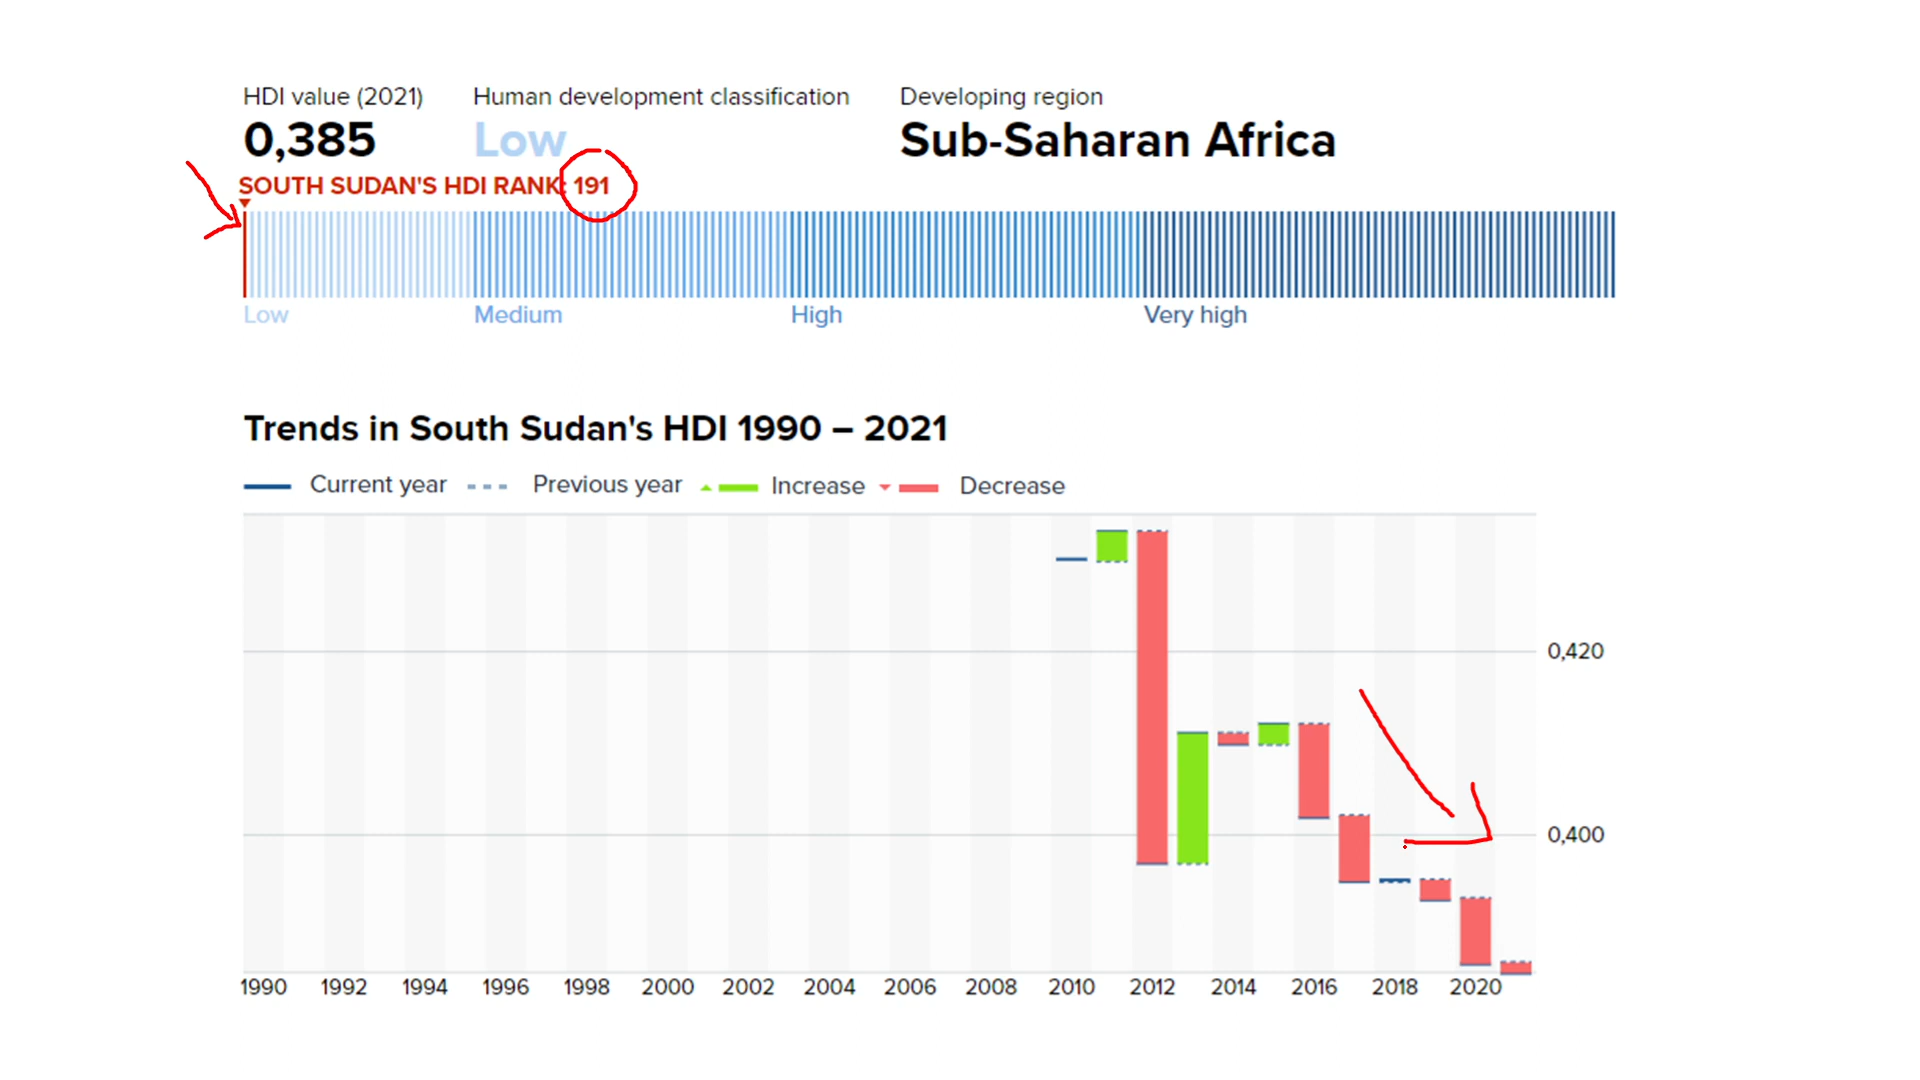 HDI value (2021) Human development classification Developing region
0,385 Low Sub-Saharan Africa
SOUTH SUDAN'S HDI RANK: 191
Low Medium High Very high
Trends in South Sudan's HDI 1990 – 2021
Current year Previous year Increase Decrease
0,420
0,400
1990 1992 1994 1996 1998 2000 2002 2004 2006 2008 2010 2012 2014 2016 2018 2020